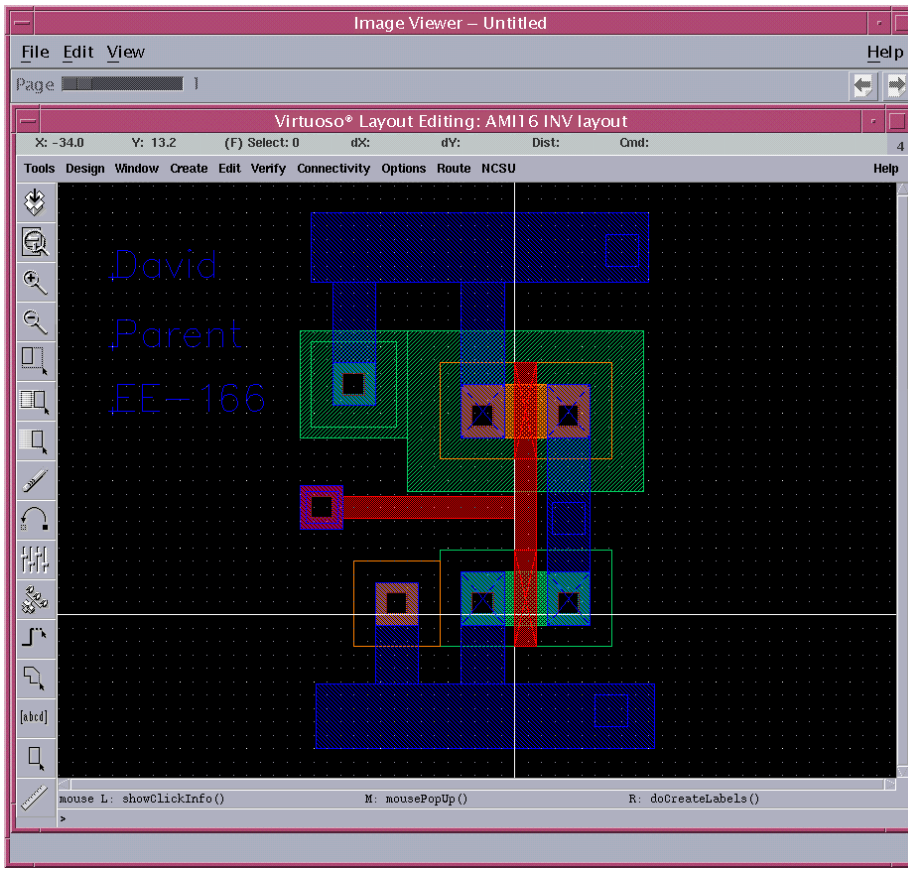 Image Viewer – Untitled
File Edit View Help
Page 1
Virtuoso® Layout Editing: AMI16 INV layout
X: -34.0 Y: 13.2 (F) Select: 0 dX: dY: Dist: Cmd: 4
Tools Design Window Create Edit Verify Connectivity Options Route NCSU Help
David
Parent
EE-166
[abcd]
mouse L: showClickInfo() M: mousePopUp() R: doCreateLabels()
>